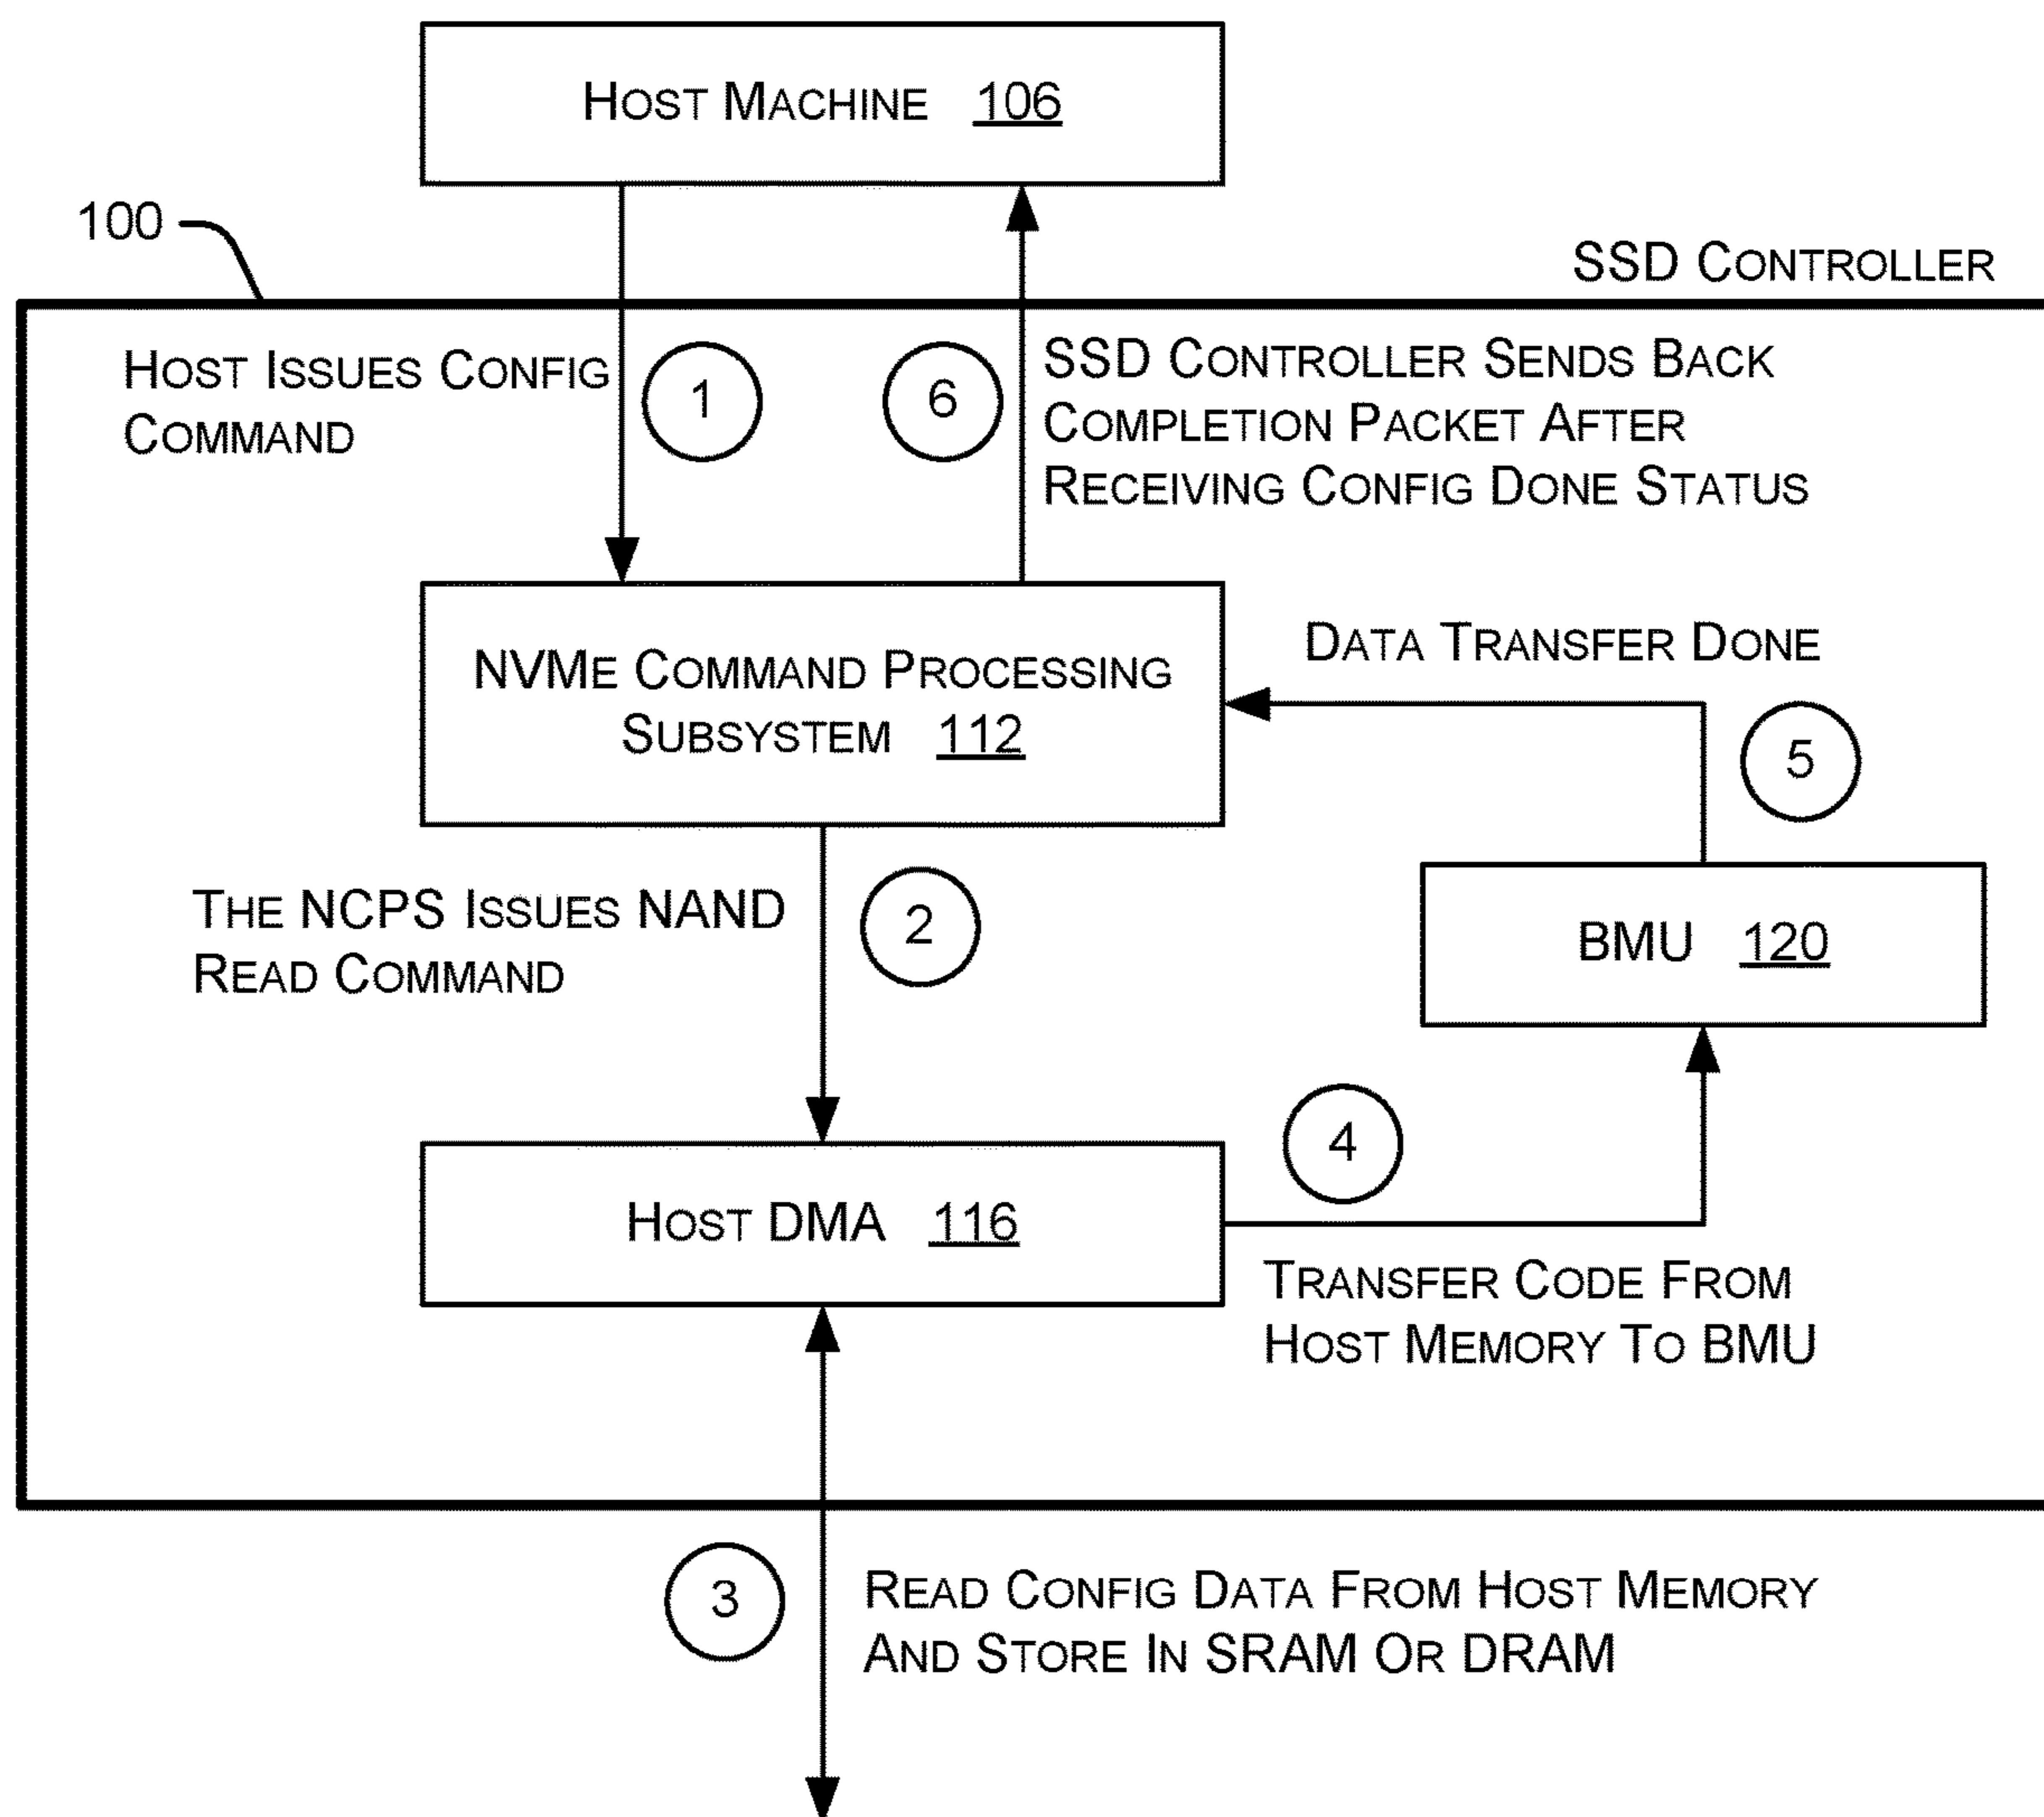 Host Machine 106
100
SSD Controller
Host Issues Config
Command
1
6
SSD Controller Sends Back
Completion Packet After
Receiving Config Done Status
NVMe Command Processing
Subsystem 112
Data Transfer Done
5
The NCPS Issues NAND
Read Command
2
BMU 120
Host DMA 116
4
Transfer Code From
Host Memory To BMU
3
Read Config Data From Host Memory
And Store In SRAM Or DRAM